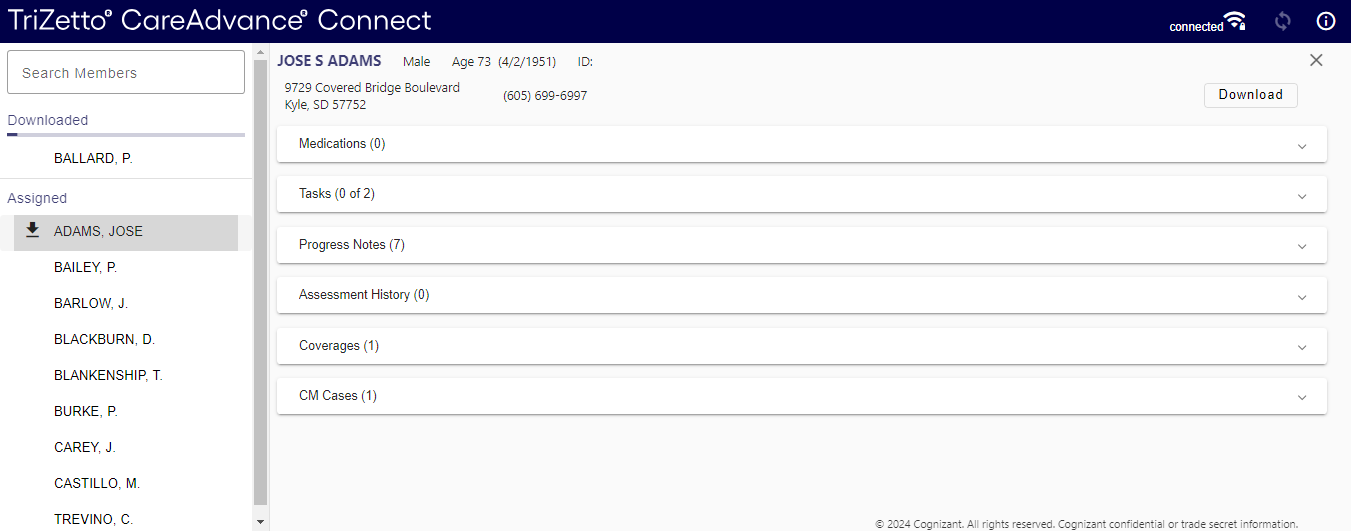 TriZetto® CareAdvance® Connect
connected
Search Members
Downloaded
BALLARD, P.
Assigned
ADAMS, JOSE
BAILEY, P.
BARLOW, J.
BLACKBURN, D.
BLANKENSHIP, T.
BURKE, P.
CAREY, J.
CASTILLO, M.
TREVINO, C.
JOSE S ADAMS Male Age 73 (4/2/1951) ID:
9729 Covered Bridge Boulevard
Kyle, SD 57752
(605) 699-6997
Download
Medications (0)
Tasks (0 of 2)
Progress Notes (7)
Assessment History (0)
Coverages (1)
CM Cases (1)
© 2024 Cognizant. All rights reserved. Cognizant confidential or trade secret information.